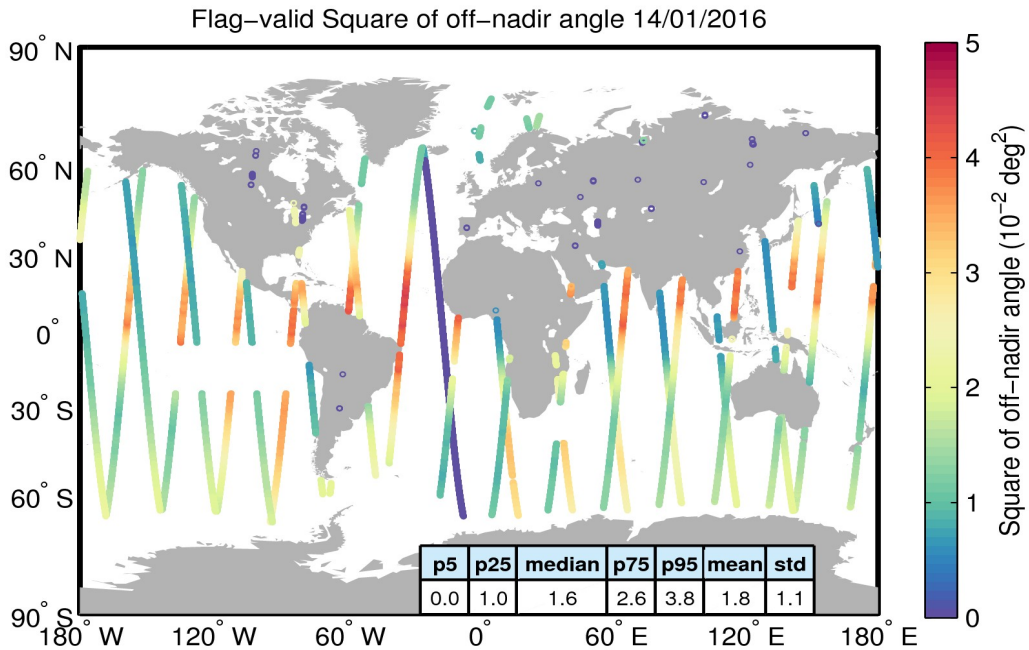 Flag-valid Square of off-nadir angle 14/01/2016
90° N
60° N
30° N
0°
30° S
60° S
90° S
180° W
120° W
60° W
0°
60° E
120° E
180° E
p5 p25 median p75 p95 mean std
0.0 1.0 1.6 2.6 3.8 1.8 1.1
5
4
3
2
1
0
Square of off-nadir angle (10⁻² deg²)